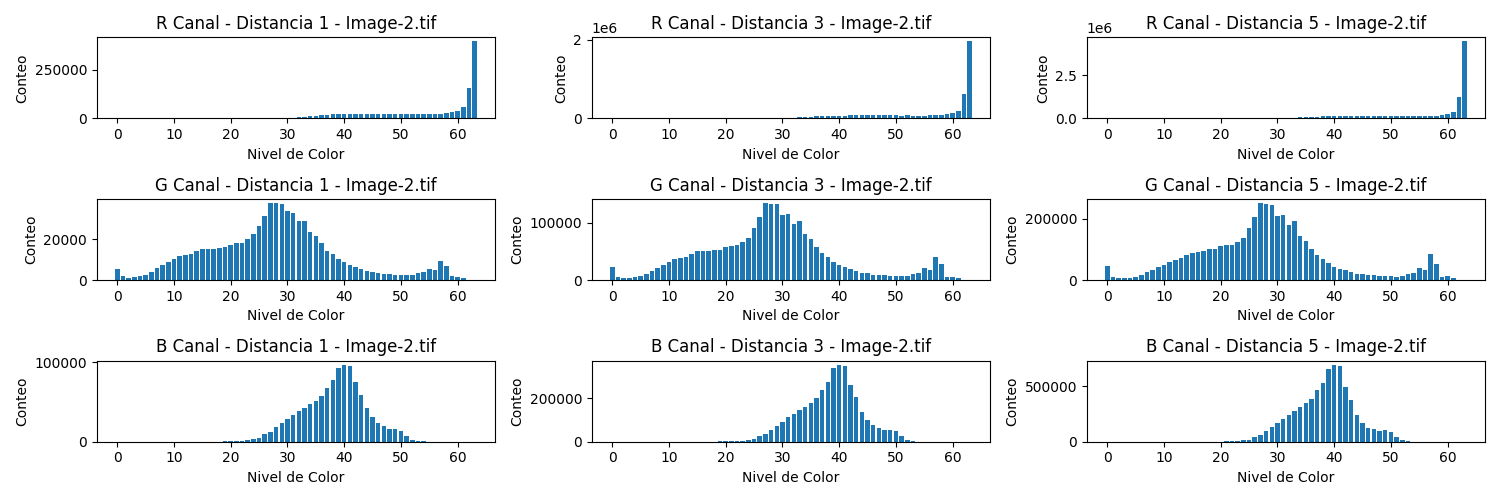 R Canal - Distancia 1 - Image-2.tif
250000
0
Conteo
0 10 20 30 40 50 60
Nivel de Color
R Canal - Distancia 3 - Image-2.tif
1e6
2
0
Conteo
0 10 20 30 40 50 60
Nivel de Color
R Canal - Distancia 5 - Image-2.tif
1e6
2.5
0.0
Conteo
0 10 20 30 40 50 60
Nivel de Color
G Canal - Distancia 1 - Image-2.tif
20000
0
Conteo
0 10 20 30 40 50 60
Nivel de Color
G Canal - Distancia 3 - Image-2.tif
100000
0
Conteo
0 10 20 30 40 50 60
Nivel de Color
G Canal - Distancia 5 - Image-2.tif
200000
0
Conteo
0 10 20 30 40 50 60
Nivel de Color
B Canal - Distancia 1 - Image-2.tif
100000
0
Conteo
0 10 20 30 40 50 60
Nivel de Color
B Canal - Distancia 3 - Image-2.tif
200000
0
Conteo
0 10 20 30 40 50 60
Nivel de Color
B Canal - Distancia 5 - Image-2.tif
500000
0
Conteo
0 10 20 30 40 50 60
Nivel de Color